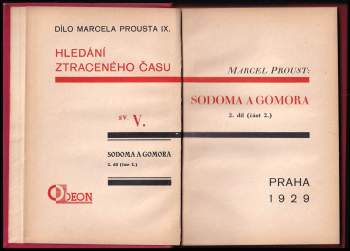 DÍLO MARCELA PROUSTA IX.
HLEDÁNÍ
ZTRACENÉHO ČASU
SV. V.
SODOMA A GOMORA
2. díl (část 2.)
ODEON
MARCEL PROUST:
SODOMA A GOMORA
2. díl (část 2.)
PRAHA
1929